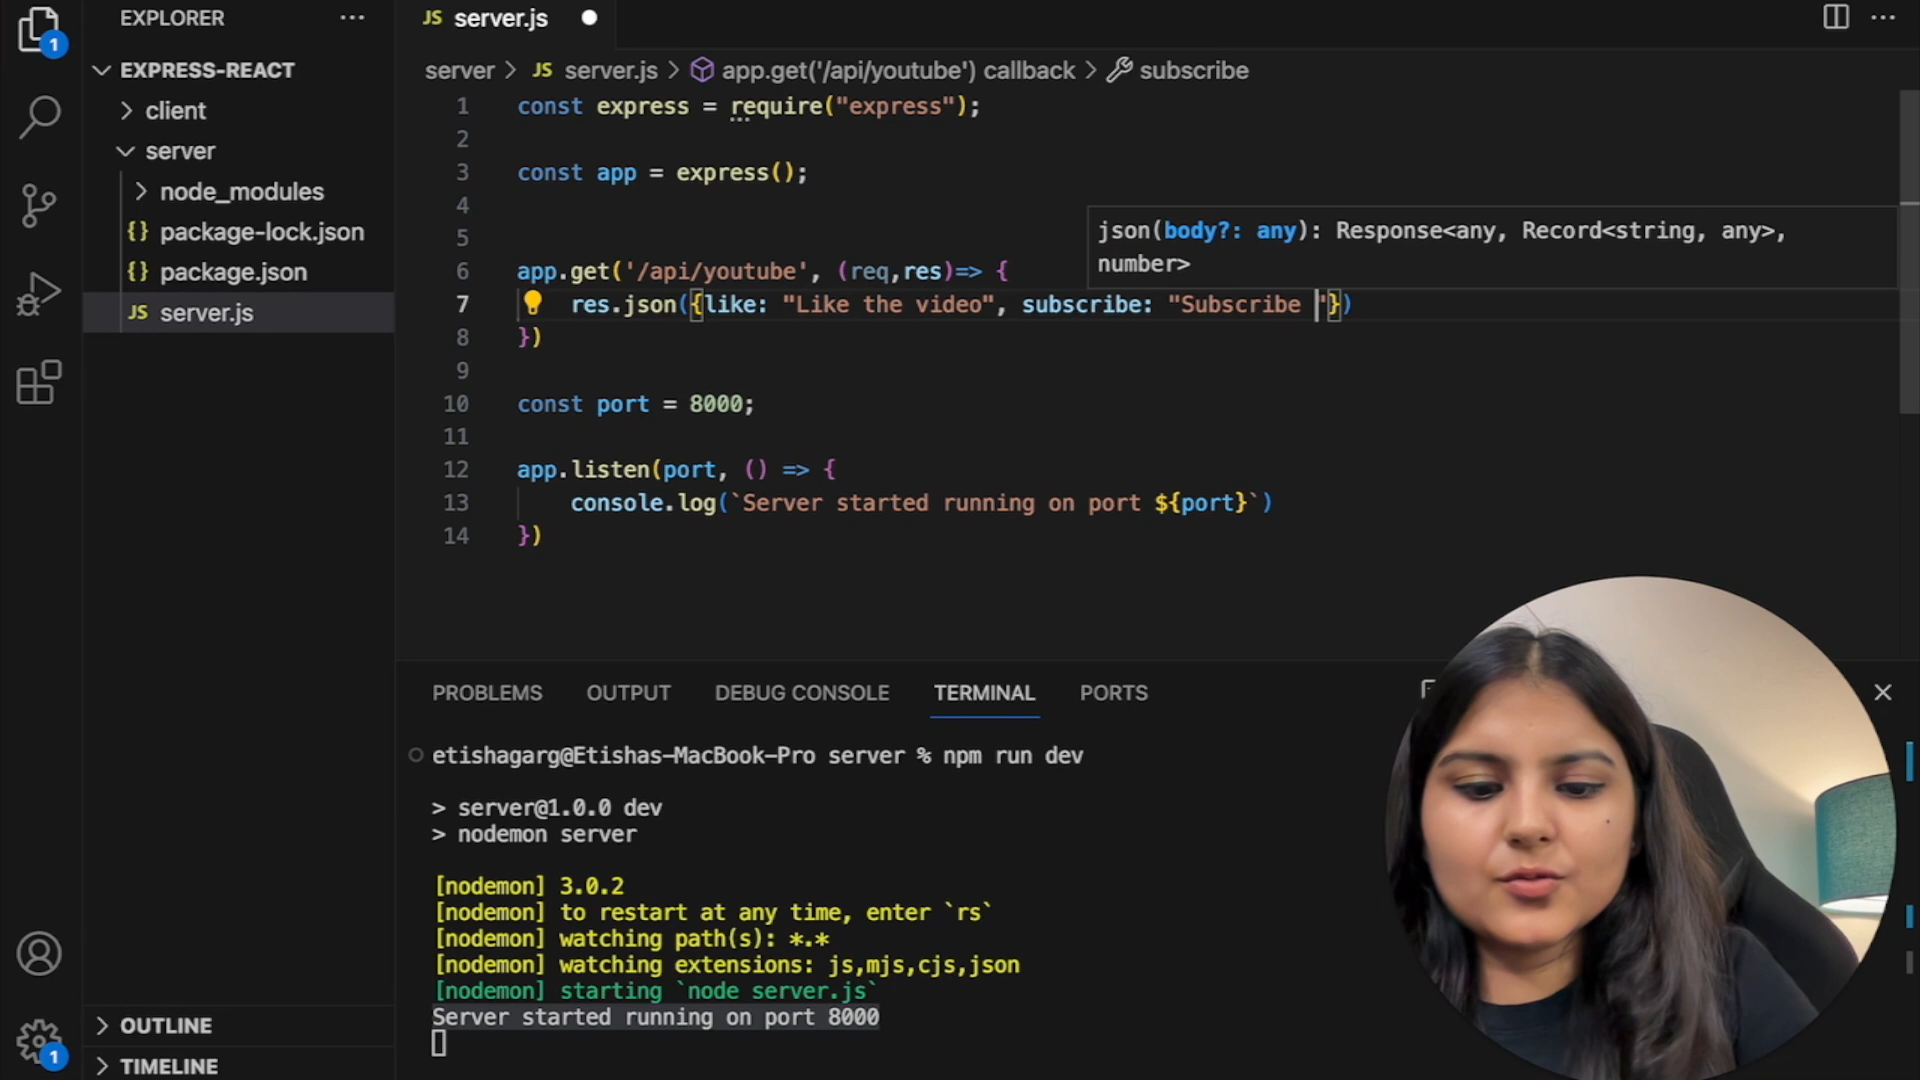 EXPLORER
EXPRESS-REACT
client
server
node_modules
{} package-lock.json
{} package.json
JS server.js
OUTLINE
TIMELINE
1
1
JS server.js
server > JS server.js > app.get('/api/youtube') callback > subscribe
1 const express = require("express");
2
3 const app = express();
4
5
6 app.get('/api/youtube', (req,res)=> {
7 res.json({like: "Like the video", subscribe: "Subscribe "})
8 })
9
10 const port = 8000;
11
12 app.listen(port, () => {
13 console.log(`Server started running on port ${port}`)
14 })
json(body?: any): Response<any, Record<string, any>,
number>
PROBLEMS OUTPUT DEBUG CONSOLE TERMINAL PORTS
etishagarg@Etishas-MacBook-Pro server % npm run dev
> server@1.0.0 dev
> nodemon server
[nodemon] 3.0.2
[nodemon] to restart at any time, enter `rs`
[nodemon] watching path(s): *.*
[nodemon] watching extensions: js,mjs,cjs,json
[nodemon] starting `node server.js`
Server started running on port 8000